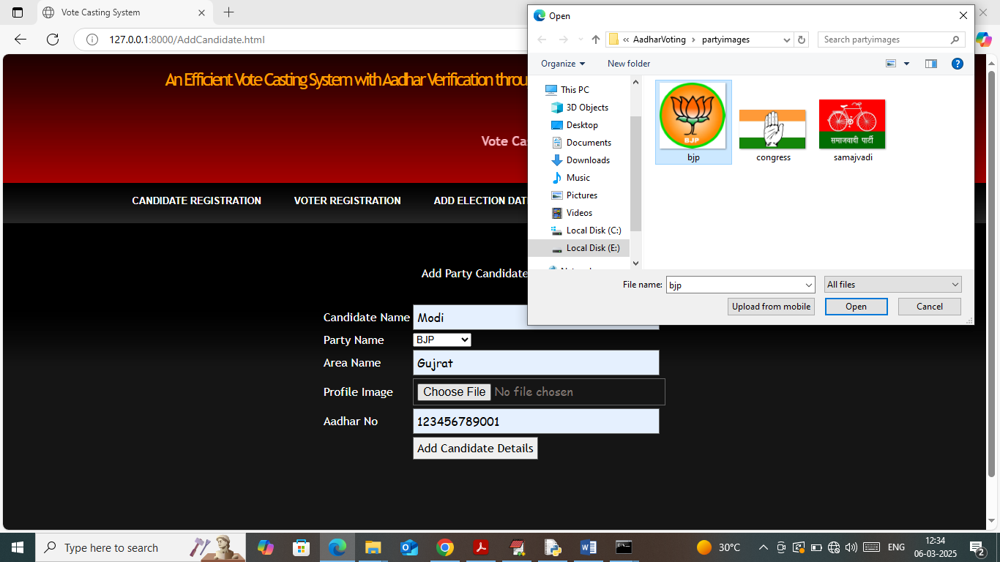 Vote Casting System
127.0.0.1:8000/AddCandidate.html
An Efficient Vote Casting System with Aadhar Verification throu
Vote Cas
CANDIDATE REGISTRATION
VOTER REGISTRATION
ADD ELECTION DAT
Add Party Candidate
Candidate Name
Modi
Party Name
BJP
Area Name
Gujrat
Profile Image
Choose File
No file chosen
Aadhar No
123456789001
Add Candidate Details
Open
« AadharVoting > partyimages
Search partyimages
Organize
New folder
This PC
3D Objects
Desktop
Documents
Downloads
Music
Pictures
Videos
Local Disk (C:)
Local Disk (E:)
BJP
bjp
congress
समाजवादी पार्टी
samajvadi
File name:
bjp
All files
Upload from mobile
Open
Cancel
Type here to search
30°C
ENG
12:34
06-03-2025
2